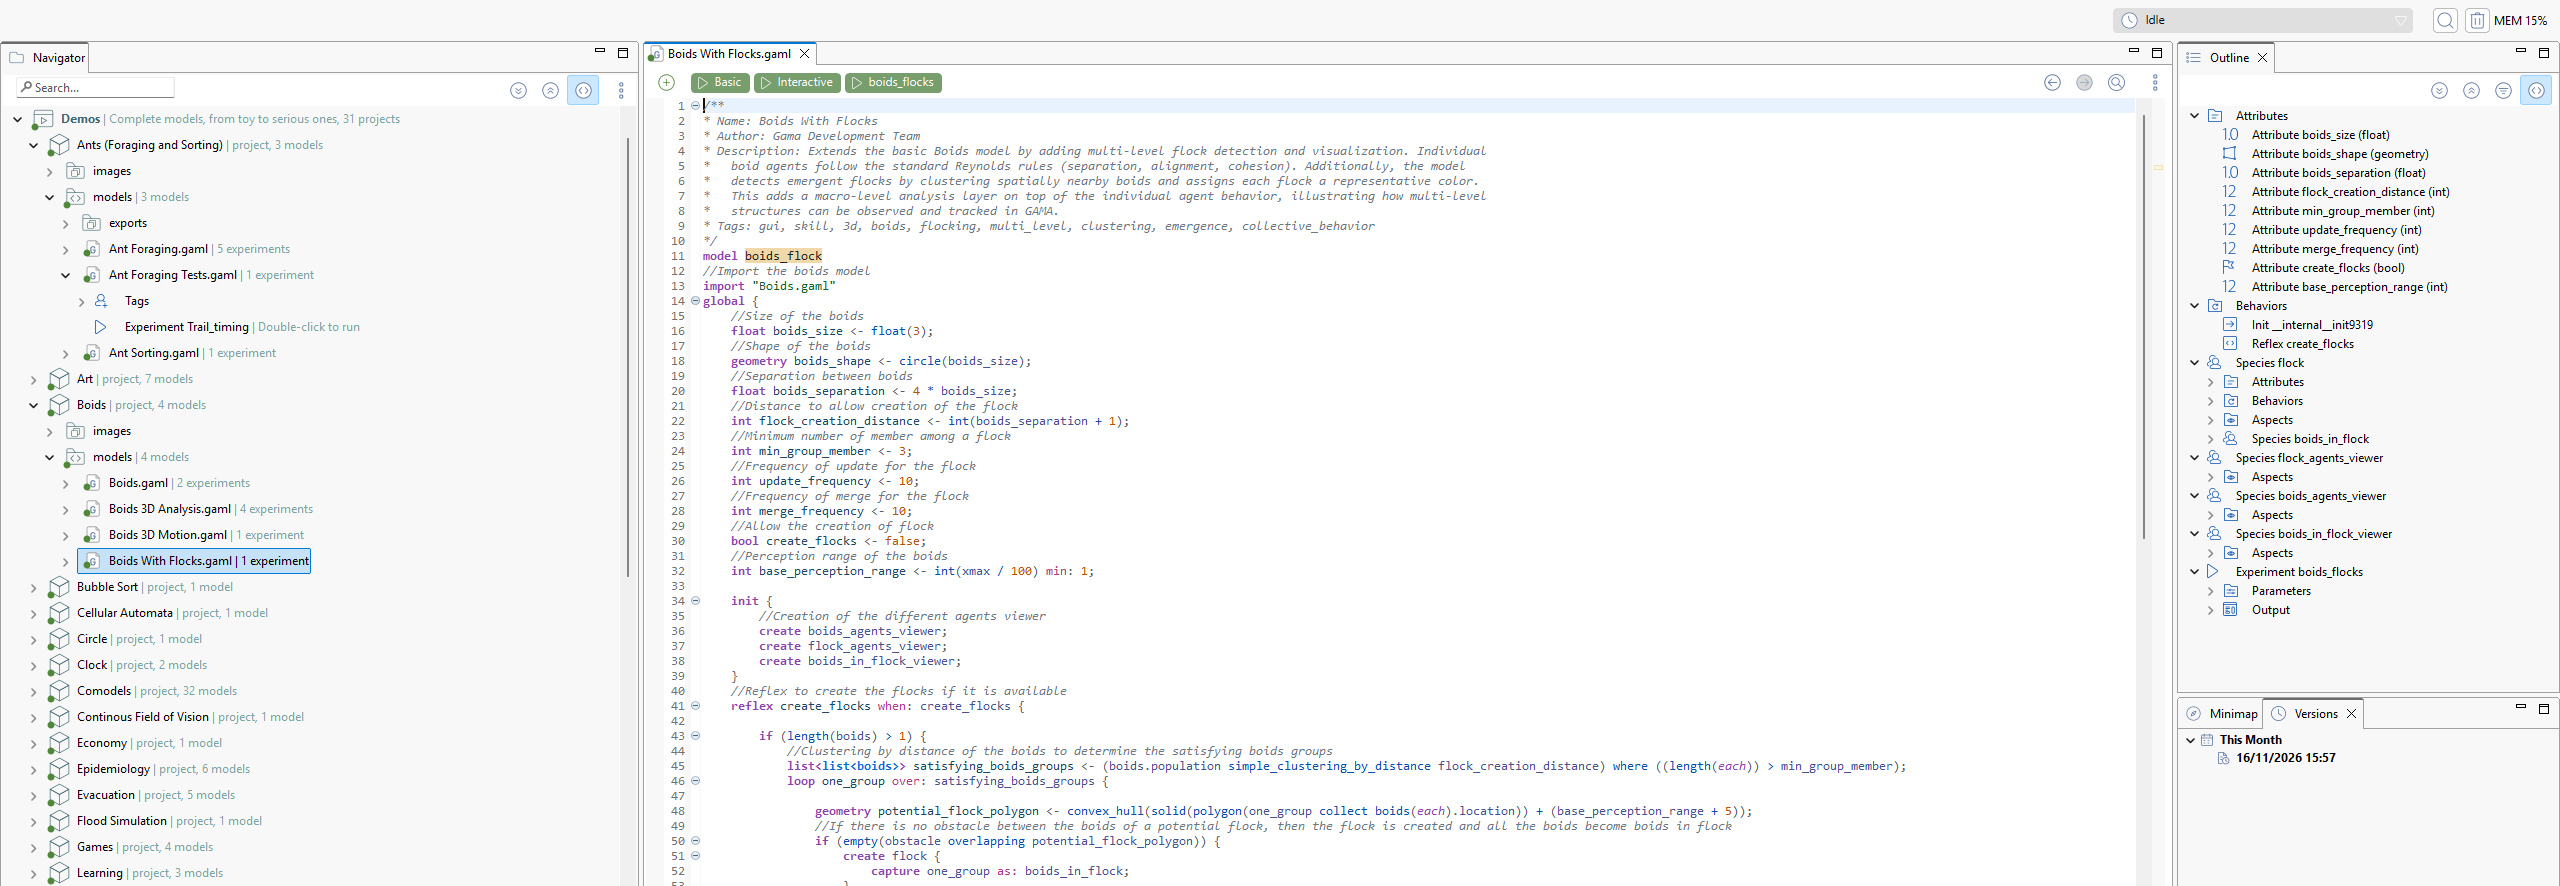 Idle
MEM 15%
Navigator
Search...
Demos | Complete models, from toy to serious ones, 31 projects
Ants (Foraging and Sorting) | project, 3 models
images
models | 3 models
exports
Ant Foraging.gaml | 5 experiments
Ant Foraging Tests.gaml | 1 experiment
Tags
Experiment Trail_timing | Double-click to run
Ant Sorting.gaml | 1 experiment
Art | project, 7 models
Boids | project, 4 models
images
models | 4 models
Boids.gaml | 2 experiments
Boids 3D Analysis.gaml | 4 experiments
Boids 3D Motion.gaml | 1 experiment
Boids With Flocks.gaml | 1 experiment
Bubble Sort | project, 1 model
Cellular Automata | project, 1 model
Circle | project, 1 model
Clock | project, 2 models
Comodels | project, 32 models
Continous Field of Vision | project, 1 model
Economy | project, 1 model
Epidemiology | project, 6 models
Evacuation | project, 5 models
Flood Simulation | project, 1 model
Games | project, 4 models
Learning | project, 3 models
Boids With Flocks.gaml
Basic
Interactive
boids_flocks
1 /**
2 * Name: Boids With Flocks
3 * Author: Gama Development Team
4 * Description: Extends the basic Boids model by adding multi-level flock detection and visualization. Individual
5 *   boid agents follow the standard Reynolds rules (separation, alignment, cohesion). Additionally, the model
6 *   detects emergent flocks by clustering spatially nearby boids and assigns each flock a representative color.
7 *   This adds a macro-level analysis layer on top of the individual agent behavior, illustrating how multi-level
8 *   structures can be observed and tracked in GAMA.
9 * Tags: gui, skill, 3d, boids, flocking, multi_level, clustering, emergence, collective_behavior
10 */
11 model boids_flock
12 //Import the boids model
13 import "Boids.gaml"
14 global {
15     //Size of the boids
16     float boids_size <- float(3);
17     //Shape of the boids
18     geometry boids_shape <- circle(boids_size);
19     //Separation between boids
20     float boids_separation <- 4 * boids_size;
21     //Distance to allow creation of the flock
22     int flock_creation_distance <- int(boids_separation + 1);
23     //Minimum number of member among a flock
24     int min_group_member <- 3;
25     //Frequency of update for the flock
26     int update_frequency <- 10;
27     //Frequency of merge for the flock
28     int merge_frequency <- 10;
29     //Allow the creation of flock
30     bool create_flocks <- false;
31     //Perception range of the boids
32     int base_perception_range <- int(xmax / 100) min: 1;
33
34     init {
35         //Creation of the different agents viewer
36         create boids_agents_viewer;
37         create flock_agents_viewer;
38         create boids_in_flock_viewer;
39     }
40     //Reflex to create the flocks if it is available
41     reflex create_flocks when: create_flocks {
42
43         if (length(boids) > 1) {
44             //Clustering by distance of the boids to determine the satisfying boids groups
45             list<list<boids>> satisfying_boids_groups <- (boids.population simple_clustering_by_distance flock_creation_distance) where ((length(each)) > min_group_member);
46             loop one_group over: satisfying_boids_groups {
47
48                 geometry potential_flock_polygon <- convex_hull(solid(polygon(one_group collect boids(each).location)) + (base_perception_range + 5));
49                 //If there is no obstacle between the boids of a potential flock, then the flock is created and all the boids become boids in flock
50                 if (empty(obstacle overlapping potential_flock_polygon)) {
51                     create flock {
52                         capture one_group as: boids_in_flock;
53                     }
Outline
Attributes
1.0 Attribute boids_size (float)
Attribute boids_shape (geometry)
1.0 Attribute boids_separation (float)
12 Attribute flock_creation_distance (int)
12 Attribute min_group_member (int)
12 Attribute update_frequency (int)
12 Attribute merge_frequency (int)
Attribute create_flocks (bool)
12 Attribute base_perception_range (int)
Behaviors
Init __internal__init9319
Reflex create_flocks
Species flock
Attributes
Behaviors
Aspects
Species boids_in_flock
Species flock_agents_viewer
Aspects
Species boids_agents_viewer
Aspects
Species boids_in_flock_viewer
Aspects
Experiment boids_flocks
Parameters
Output
Minimap
Versions
This Month
16/11/2026 15:57